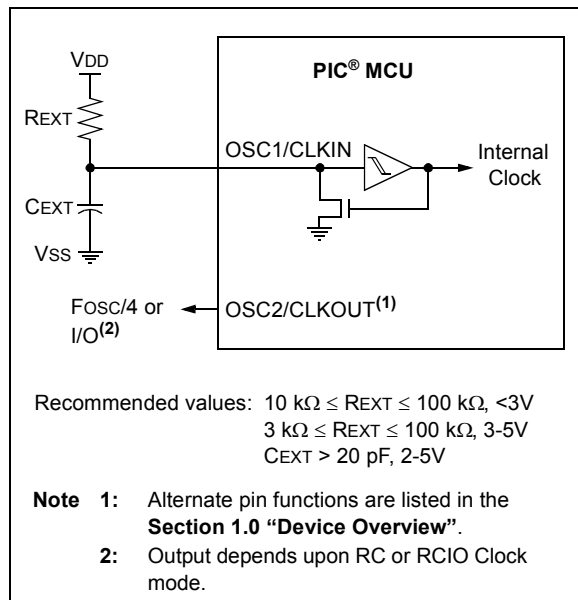 VDD
PIC® MCU
REXT
OSC1/CLKIN
Internal
Clock
CEXT
VSS
FOSC/4 or
I/O(2)
OSC2/CLKOUT(1)
Recommended values: 10 kΩ ≤ REXT ≤ 100 kΩ, <3V
3 kΩ ≤ REXT ≤ 100 kΩ, 3-5V
CEXT > 20 pF, 2-5V
Note 1: Alternate pin functions are listed in the
Section 1.0 “Device Overview”.
2: Output depends upon RC or RCIO Clock
mode.